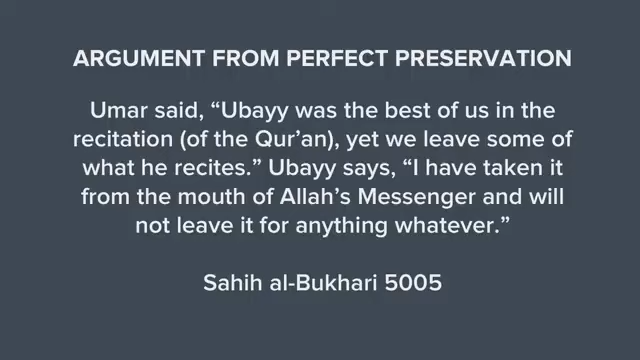 ARGUMENT FROM PERFECT PRESERVATION
Umar said, “Ubayy was the best of us in the
recitation (of the Qur’an), yet we leave some of
what he recites.” Ubayy says, “I have taken it
from the mouth of Allah’s Messenger and will
not leave it for anything whatever.”
Sahih al-Bukhari 5005